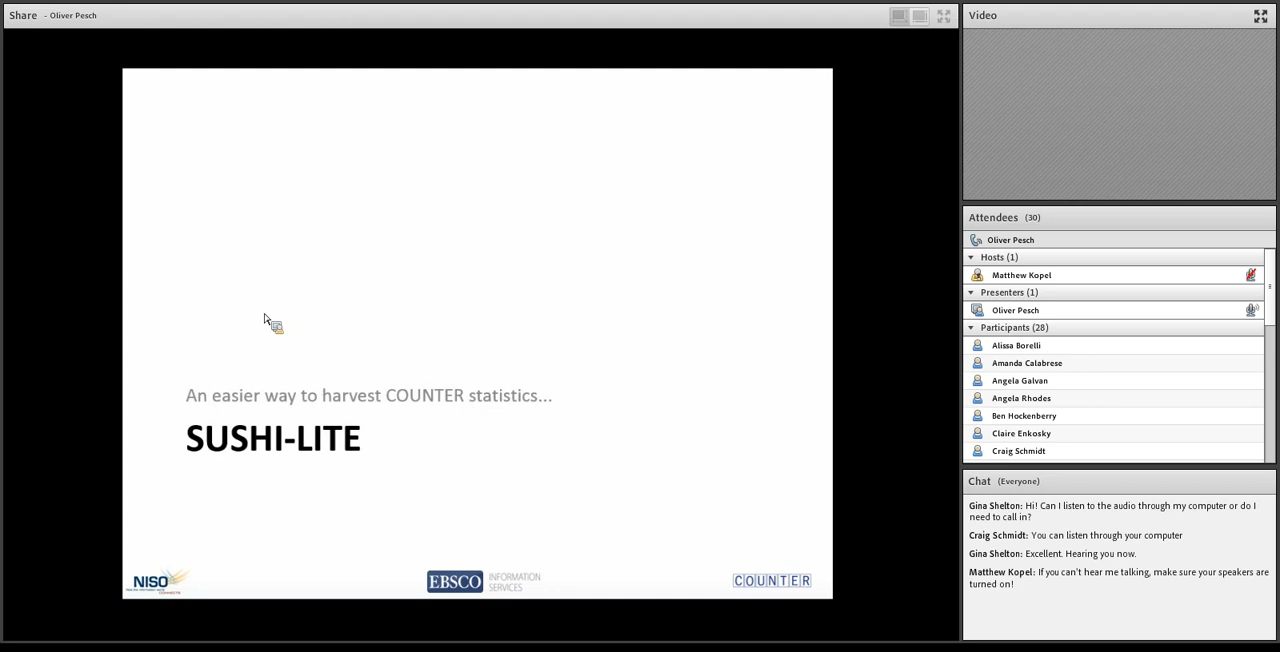 Share - Oliver Pesch
An easier way to harvest COUNTER statistics...
SUSHI-LITE
NISO
EBSCO INFORMATION
SERVICES
COUNTER
Video
Attendees (30)
Oliver Pesch
Hosts (1)
Matthew Kopel
Presenters (1)
Oliver Pesch
Participants (28)
Alissa Borelli
Amanda Calabrese
Angela Galvan
Angela Rhodes
Ben Hockenberry
Claire Enkosky
Craig Schmidt
Chat (Everyone)
Gina Shelton: Hi! Can I listen to the audio through my computer or do I
need to call in?
Craig Schmidt: You can listen through your computer
Gina Shelton: Excellent. Hearing you now.
Matthew Kopel: If you can't hear me talking, make sure your speakers are
turned on!